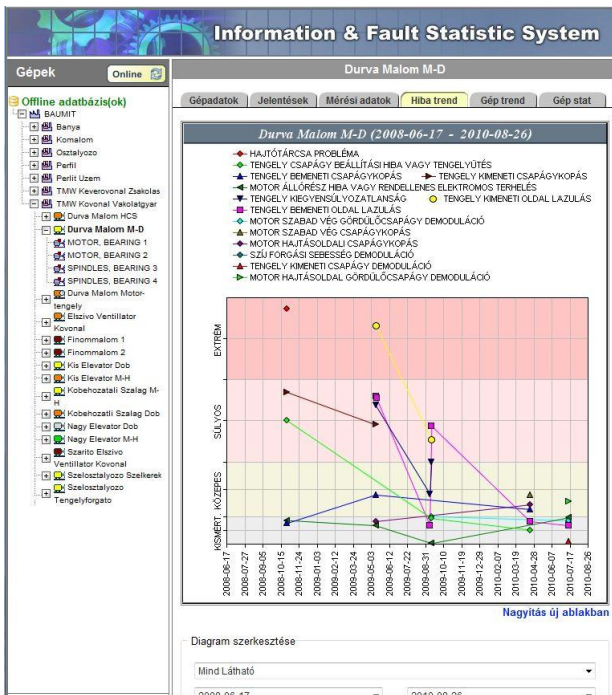 Information & Fault Statistic System
Gépek
Online
Offline adatbázis(ok)
BAUMIT
Banya
Komalom
Osztalyozo
Perfil
Perlit Uzem
TMW Keverovonal Zsakolas
TMW Kovonal Vakolatgyar
Durva Malom HCS
Durva Malom M-D
MOTOR, BEARING 1
MOTOR, BEARING 2
SPINDLES, BEARING 3
SPINDLES, BEARING 4
Durva Malom Motor-
tengely
Elszivo Ventillator
Kovonal
Finommalom 1
Finommalom 2
Kis Elevator Dob
Kis Elevator M-H
Kobehozatali Szalag M-
H
Kobehozatli Szalag Dob
Nagy Elevator Dob
Nagy Elevator M-H
Szarito Elszivo
Ventillator Kovonal
Szelosztalyozo Szelkerek
Szelosztalyozo
Tengelyforgato
Durva Malom M-D
Gépadatok
Jelentések
Mérési adatok
Hiba trend
Gép trend
Gép stat
Durva Malom M-D (2008-06-17 - 2010-08-26)
HAJTÓTÁRCSA PROBLÉMA
TENGELY CSAPÁGY BEÁLLÍTÁSI HIBA VAGY TENGELYÜTÉS
TENGELY BEMENETI CSAPÁGYKOPÁS
TENGELY KIMENETI CSAPÁGYKOPÁS
MOTOR ÁLLÓRÉSZ HIBA VAGY RENDELLENES ELEKTROMOS TERHELÉS
TENGELY KIEGYENSÚLYOZATLANSÁG
TENGELY KIMENETI OLDAL LAZULÁS
TENGELY BEMENETI OLDAL LAZULÁS
MOTOR SZABAD VÉG GÖRDÜLŐCSAPÁGY DEMODULÁCIÓ
MOTOR SZABAD VÉG CSAPÁGYKOPÁS
MOTOR HAJTÁSOLDALI CSAPÁGYKOPÁS
SZÍJ FORGÁSI SEBESSÉG DEMODULÁCIÓ
TENGELY KIMENETI CSAPÁGY DEMODULÁCIÓ
MOTOR HAJTÁSOLDAL GÖRDÜLŐCSAPÁGY DEMODULÁCIÓ
EXTRÉM
SÚLYOS
KÖZEPES
KISMÉRT.
2008-06-17
2008-07-27
2008-09-05
2008-10-15
2008-11-24
2009-01-03
2009-02-12
2009-03-24
2009-05-03
2009-06-12
2009-07-22
2009-08-31
2009-10-10
2009-11-19
2009-12-29
2010-02-07
2010-03-19
2010-04-28
2010-06-07
2010-07-17
2010-08-26
Nagyítás új ablakban
Diagram szerkesztése
Mind Látható
2008-06-17
2010-08-26